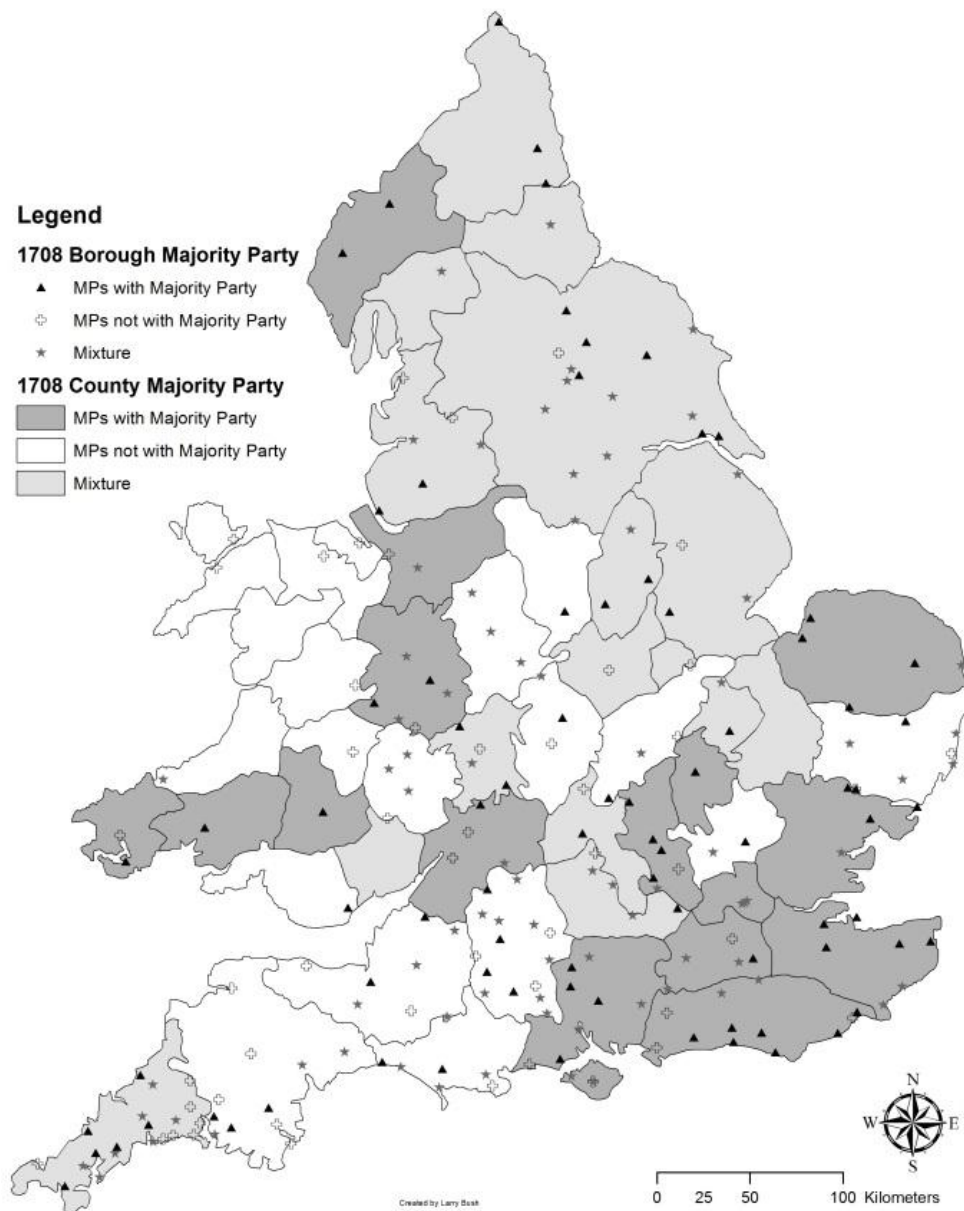 Legend
1708 Borough Majority Party
MPs with Majority Party
MPs not with Majority Party
Mixture
1708 County Majority Party
MPs with Majority Party
MPs not with Majority Party
Mixture
N
W E
S
0 25 50 100 Kilometers
Created by Larry Bush